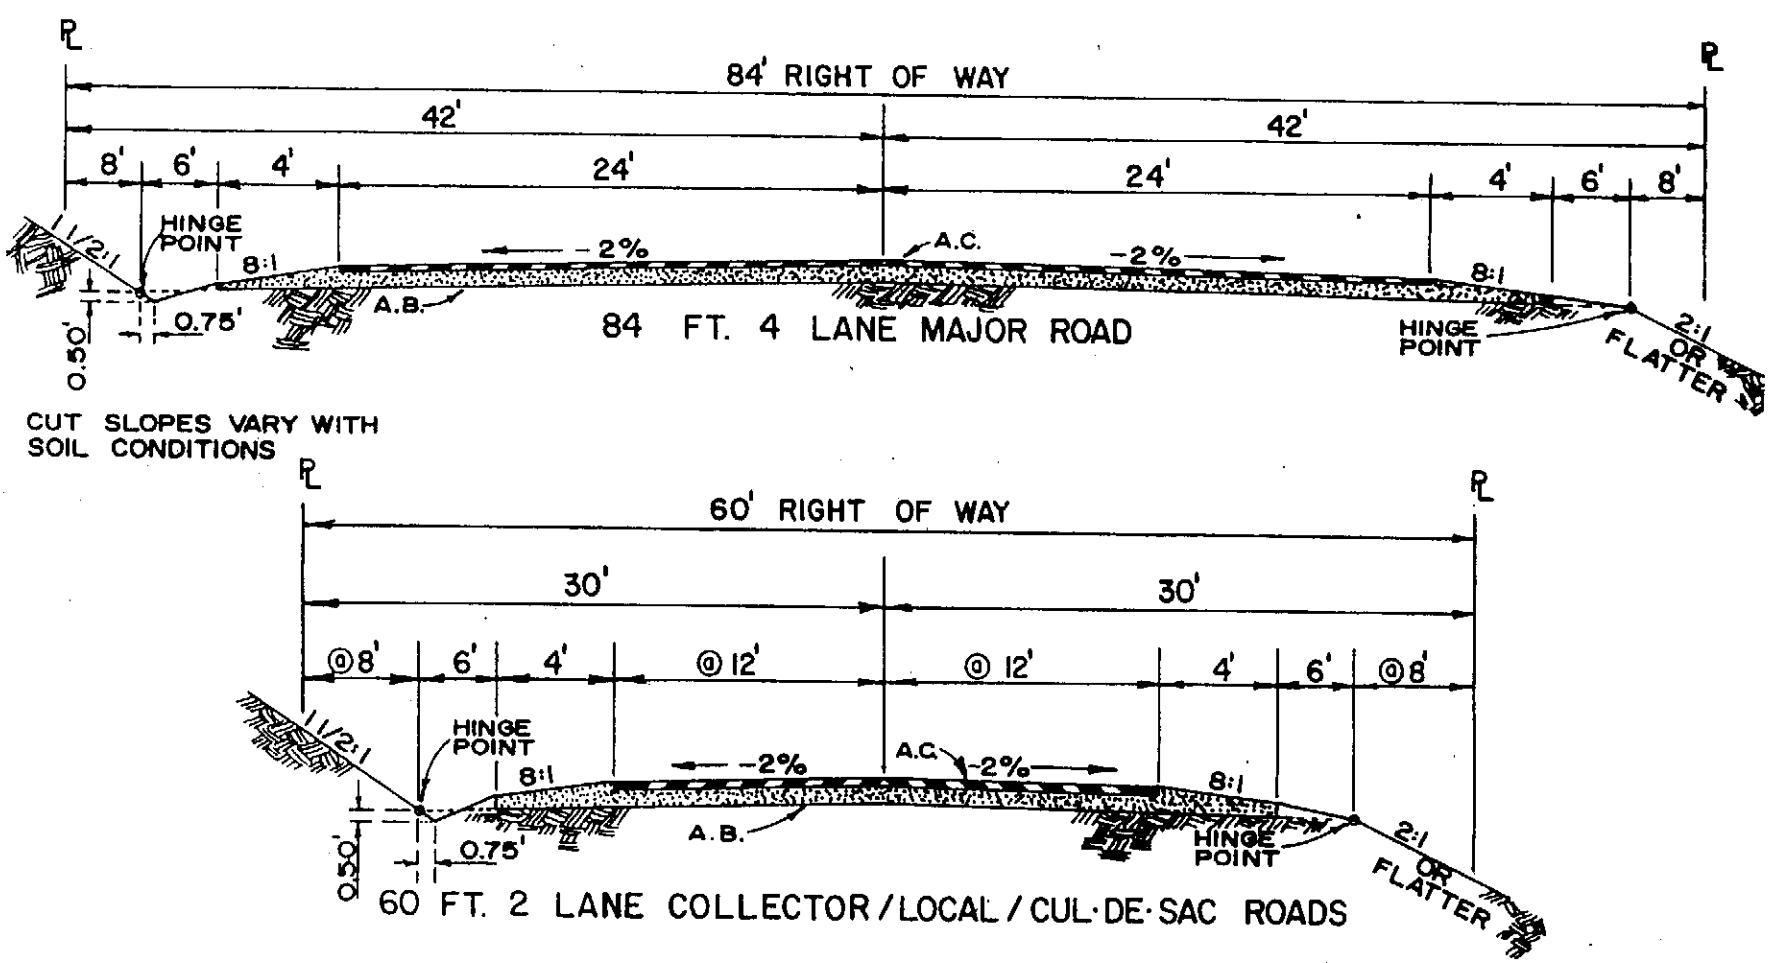 PL PL
84' RIGHT OF WAY
42' 42'
8' 6' 4' 24' 24' 4' 6' 8'
HINGE
POINT
1 1/2:1
8:1
-2%
A.C.
-2%
8:1
A.B.
0.75'
0.50'
84 FT. 4 LANE MAJOR ROAD
HINGE
POINT
2:1
OR
FLATTER
CUT SLOPES VARY WITH
SOIL CONDITIONS
PL PL
60' RIGHT OF WAY
30' 30'
@ 8' 6' 4' @ 12' @ 12' 4' 6' @ 8'
HINGE
POINT
1 1/2:1
8:1
-2%
A.C.
-2%
8:1
A.B.
HINGE
POINT
2:1
OR
FLATTER
0.75'
0.50'
60 FT. 2 LANE COLLECTOR/LOCAL/CUL·DE·SAC ROADS